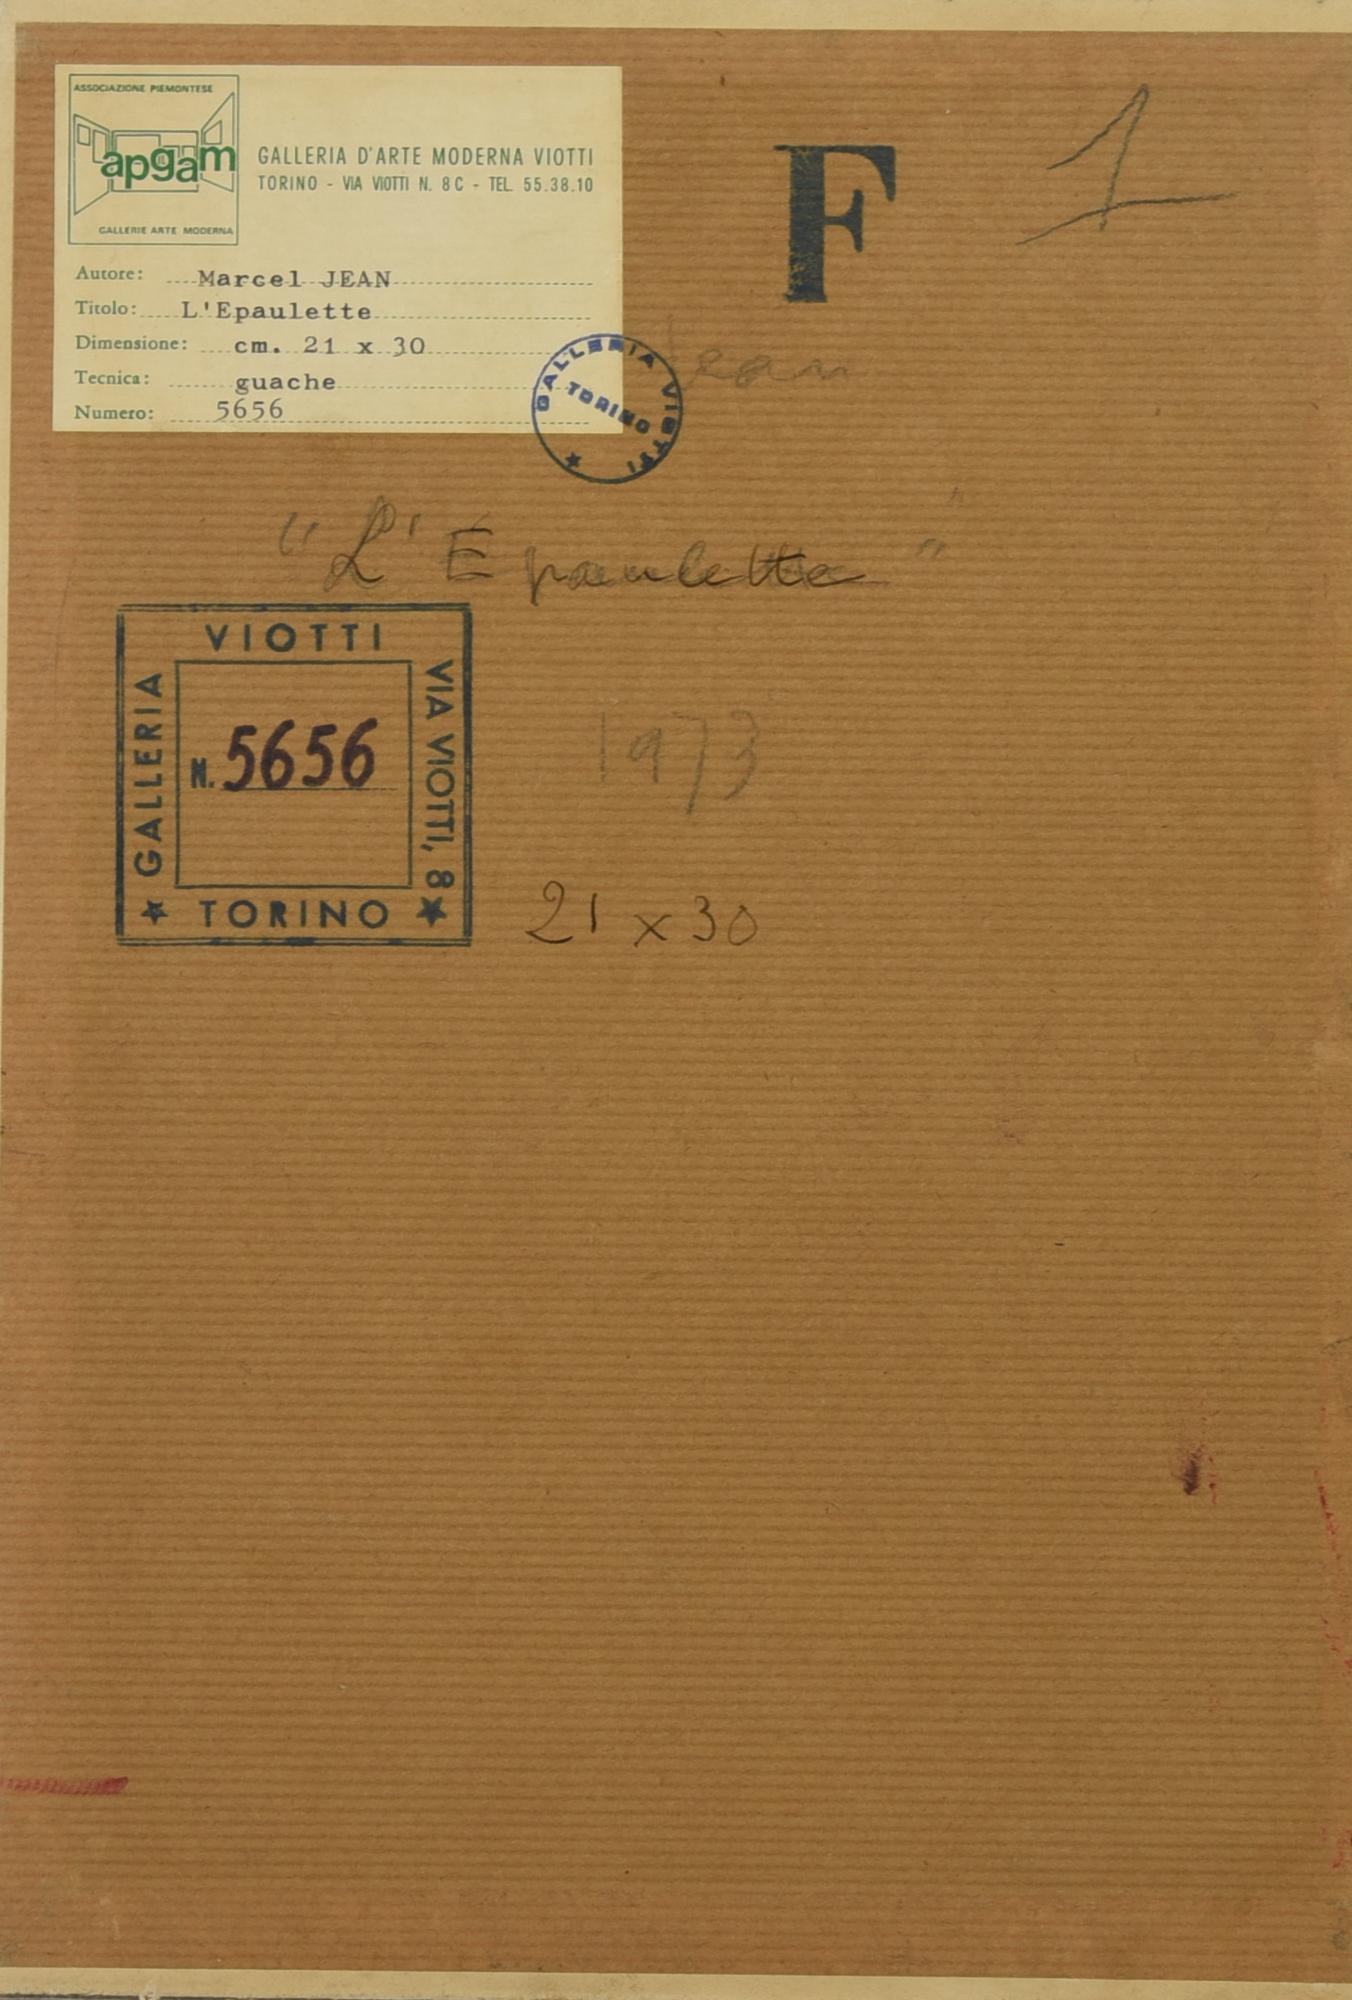 ASSOCIAZIONE PIEMONTESE
apgam
GALLERIE ARTE MODERNA
GALLERIA D'ARTE MODERNA VIOTTI
TORINO - VIA VIOTTI N. 8C - TEL. 55.38.10
Autore: Marcel JEAN
Titolo: L'Epaulette
Dimensione: cm. 21 x 30
Tecnica: guache
Numero: 5656
GALLERIA VIOTTI
TORINO
F
1
Jean
"L'Épaulette"
VIOTTI
GALLERIA
VIA VIOTTI, 8
N. 5656
TORINO
1973
21 x 30